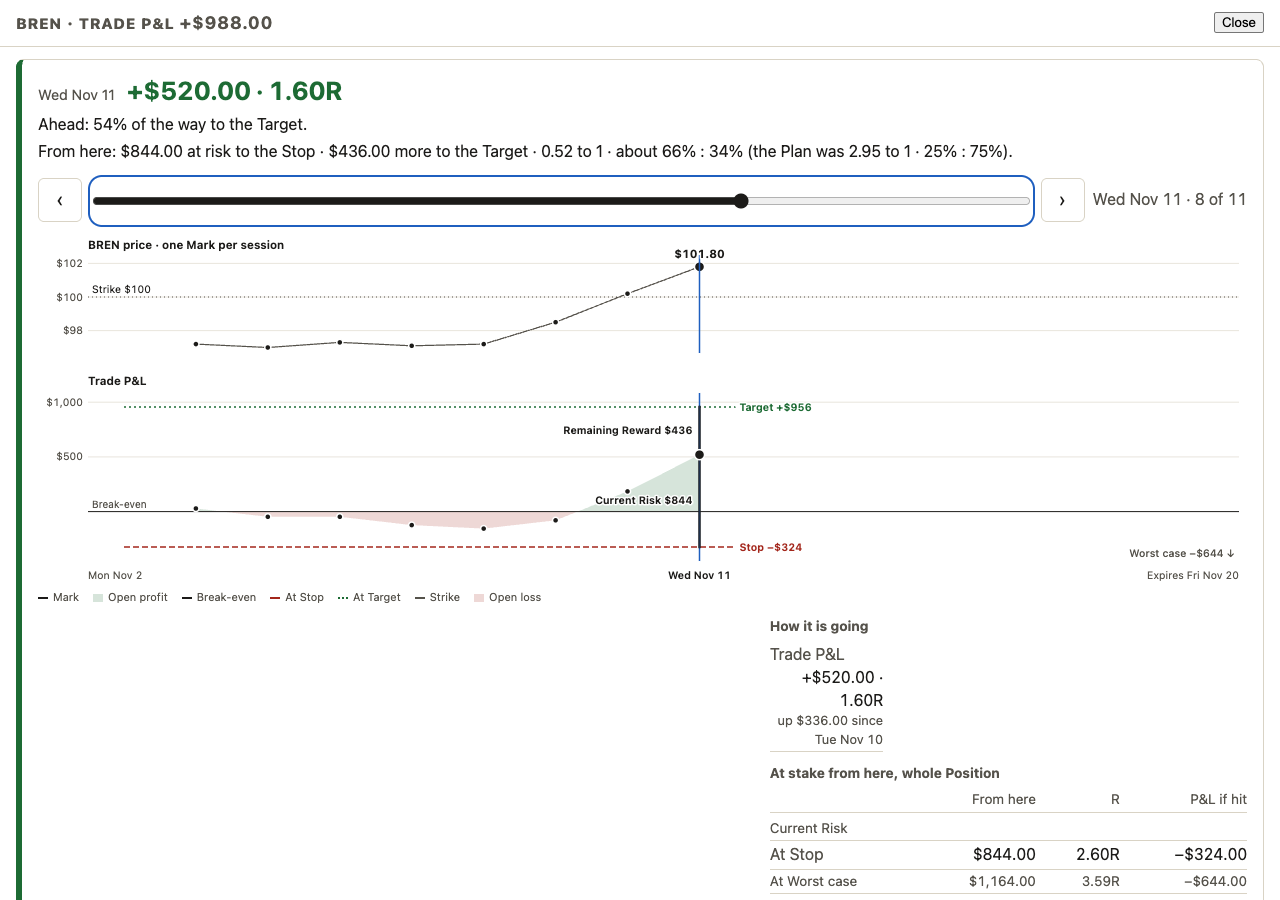 BREN · TRADE P&L +$988.00
Close
Wed Nov 11 +$520.00 · 1.60R
Ahead: 54% of the way to the Target.
From here: $844.00 at risk to the Stop · $436.00 more to the Target · 0.52 to 1 · about 66% : 34% (the Plan was 2.95 to 1 · 25% : 75%).
‹
›
Wed Nov 11 · 8 of 11
BREN price · one Mark per session
$101.80
$102
Strike $100
$100
$98
Trade P&L
$1,000
Target +$956
Remaining Reward $436
$500
Current Risk $844
Break-even
Stop −$324
Worst case −$644 ↓
Mon Nov 2
Wed Nov 11
Expires Fri Nov 20
Mark Open profit Break-even At Stop At Target Strike Open loss
How it is going
Trade P&L
+$520.00 ·
1.60R
up $336.00 since
Tue Nov 10
At stake from here, whole Position
From here R P&L if hit
Current Risk
At Stop $844.00 2.60R −$324.00
At Worst case $1,164.00 3.59R −$644.00